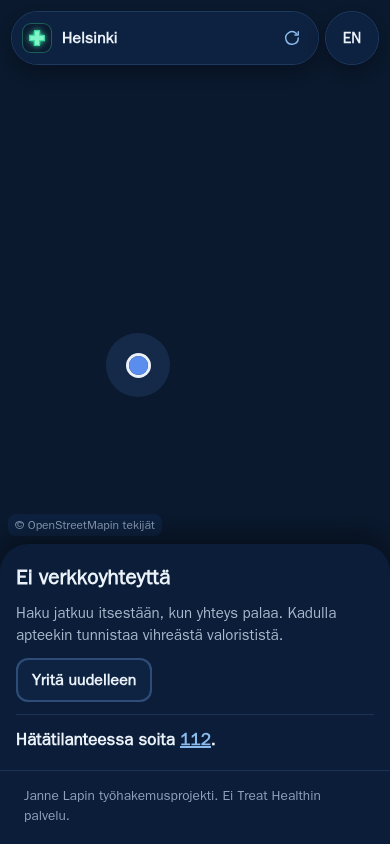 Helsinki
EN
© OpenStreetMapin tekijät
Ei verkkoyhteyttä
Haku jatkuu itsestään, kun yhteys palaa. Kadulla
apteekin tunnistaa vihreästä valorististä.
Yritä uudelleen
Hätätilanteessa soita 112.
Janne Lapin työhakemusprojekti. Ei Treat Healthin
palvelu.